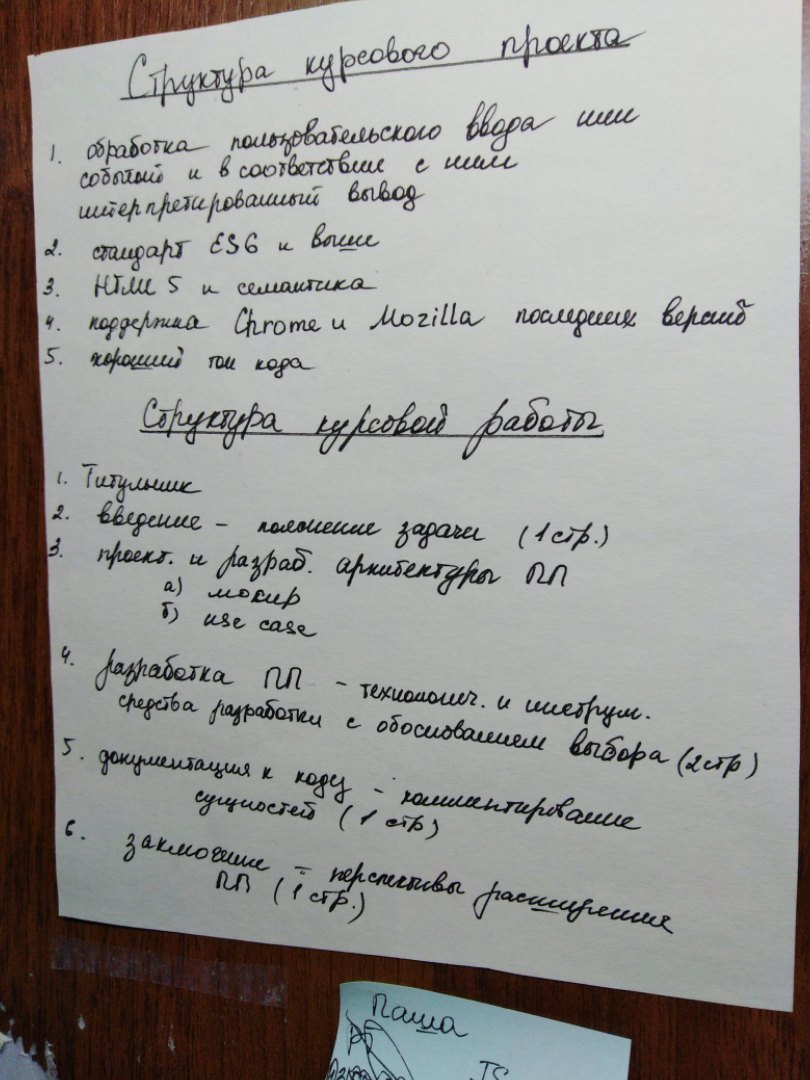 Структура курсового проекта
1. обработка пользовательского ввода или
событий и в соответствие с ним
интерпретированный вывод
2. стандарт ES6 и выше
3. HTML 5 и семантика
4. поддержка Chrome и Mozilla последних версий
5. хороший тон кода
Структура курсовой работы
1. Титульник
2. введение – положение задачи (1 стр.)
3. проект. и разраб. архитектуры ПП
а) мокир
б) use case
4. разработка ПП – технологич. и инструм.
средства разработки с обоснованием выбора (2 стр)
5. документация к коду – комментирование
сущностей (1 стр)
6. заключение – перспективы расширения
ПП (1 стр.)
Паша
TS